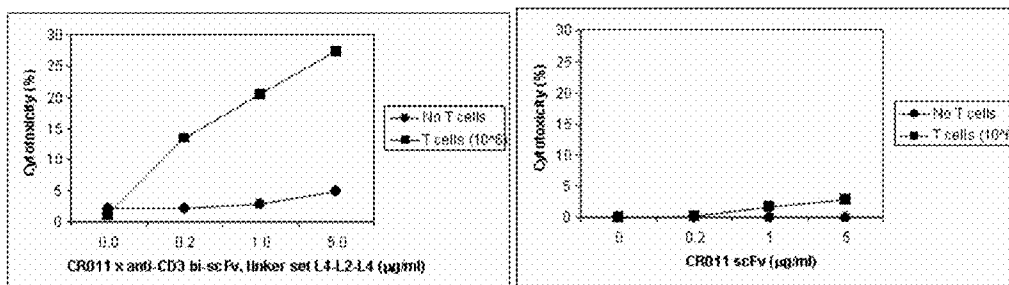 30
25
20
15
10
5
0
Cytotoxicity (%)
0.0 0.2 1.0 5.0
CR011 x anti-CD3 bi-scFv, linker set L4-L2-L4 (µg/ml)
No T cells
T cells (10^6)
30
25
20
15
10
5
0
Cytotoxicity (%)
0 0.2 1 5
CR011 scFv (µg/ml)
No T cells
T cells (10^6